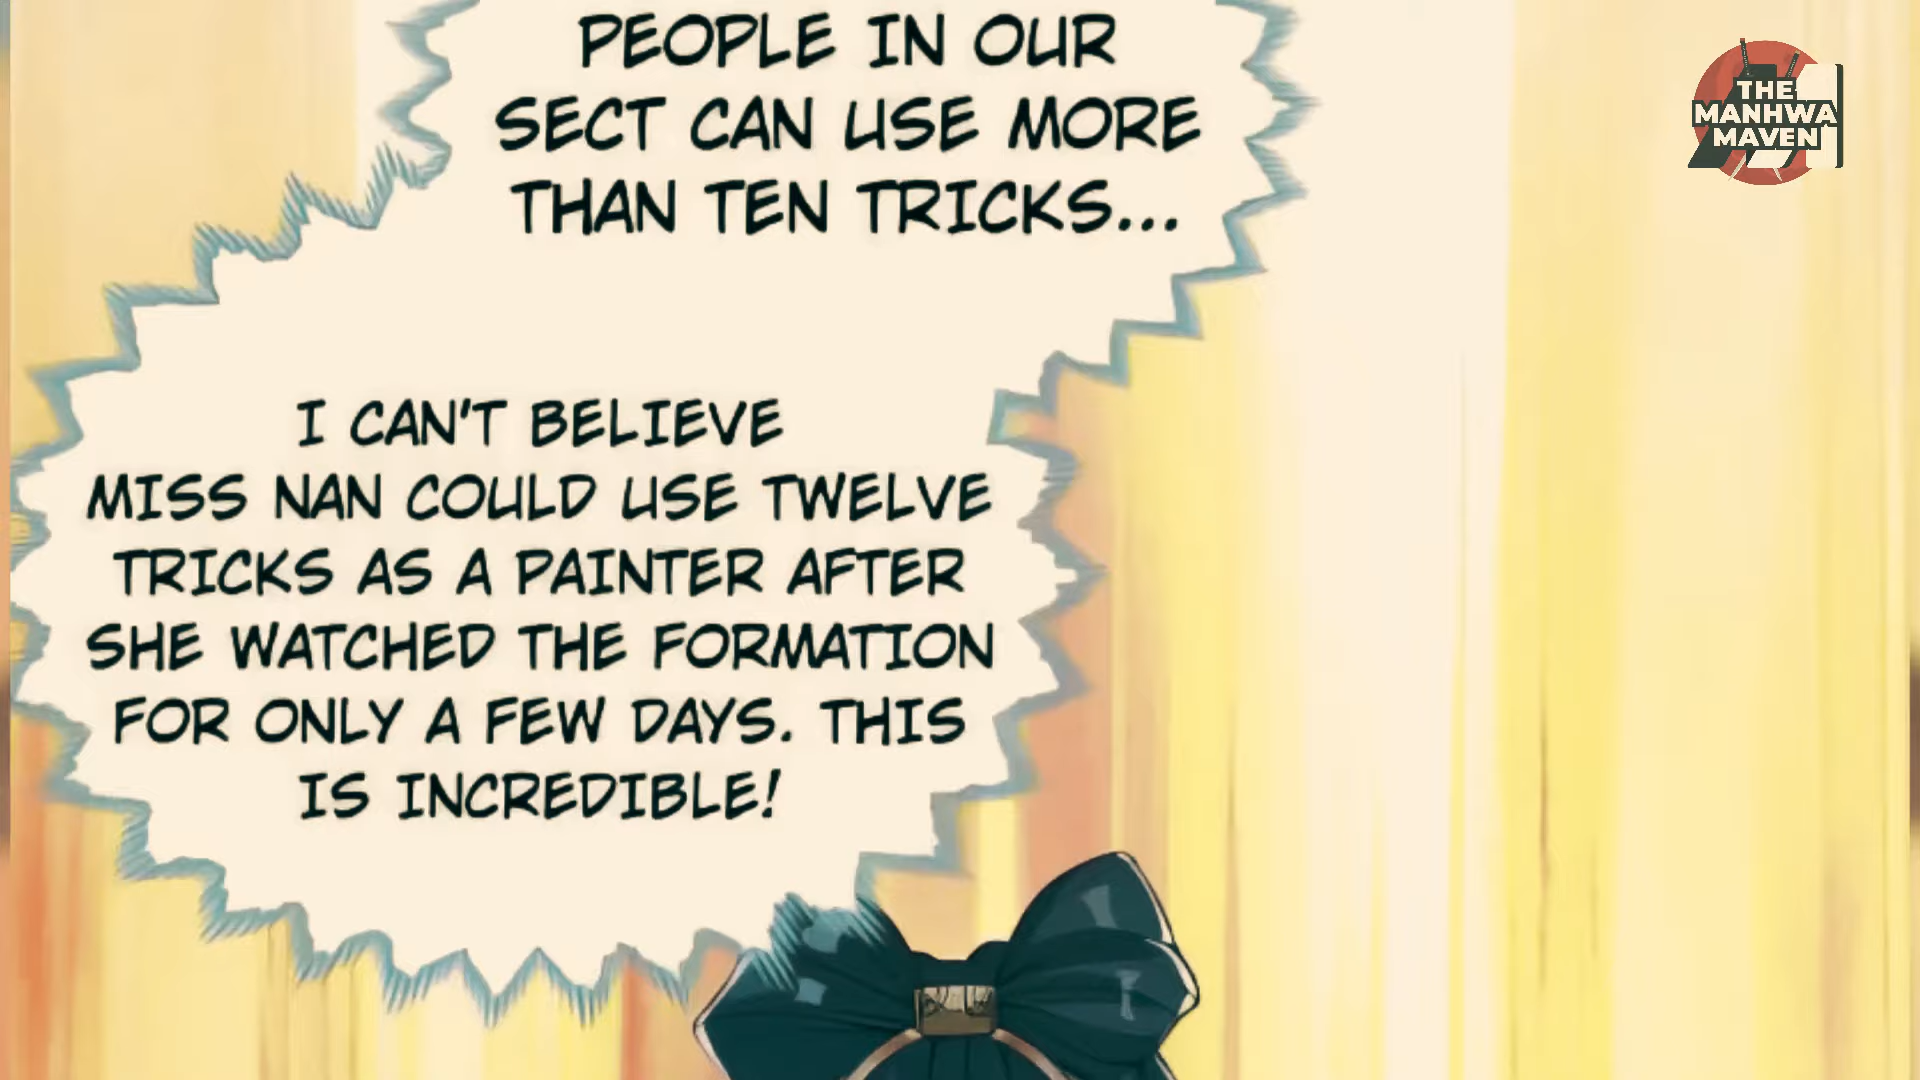 PEOPLE IN OUR
SECT CAN USE MORE
THAN TEN TRICKS...
I CAN'T BELIEVE
MISS NAN COULD USE TWELVE
TRICKS AS A PAINTER AFTER
SHE WATCHED THE FORMATION
FOR ONLY A FEW DAYS. THIS
IS INCREDIBLE!
THE
MANHWA
MAVEN